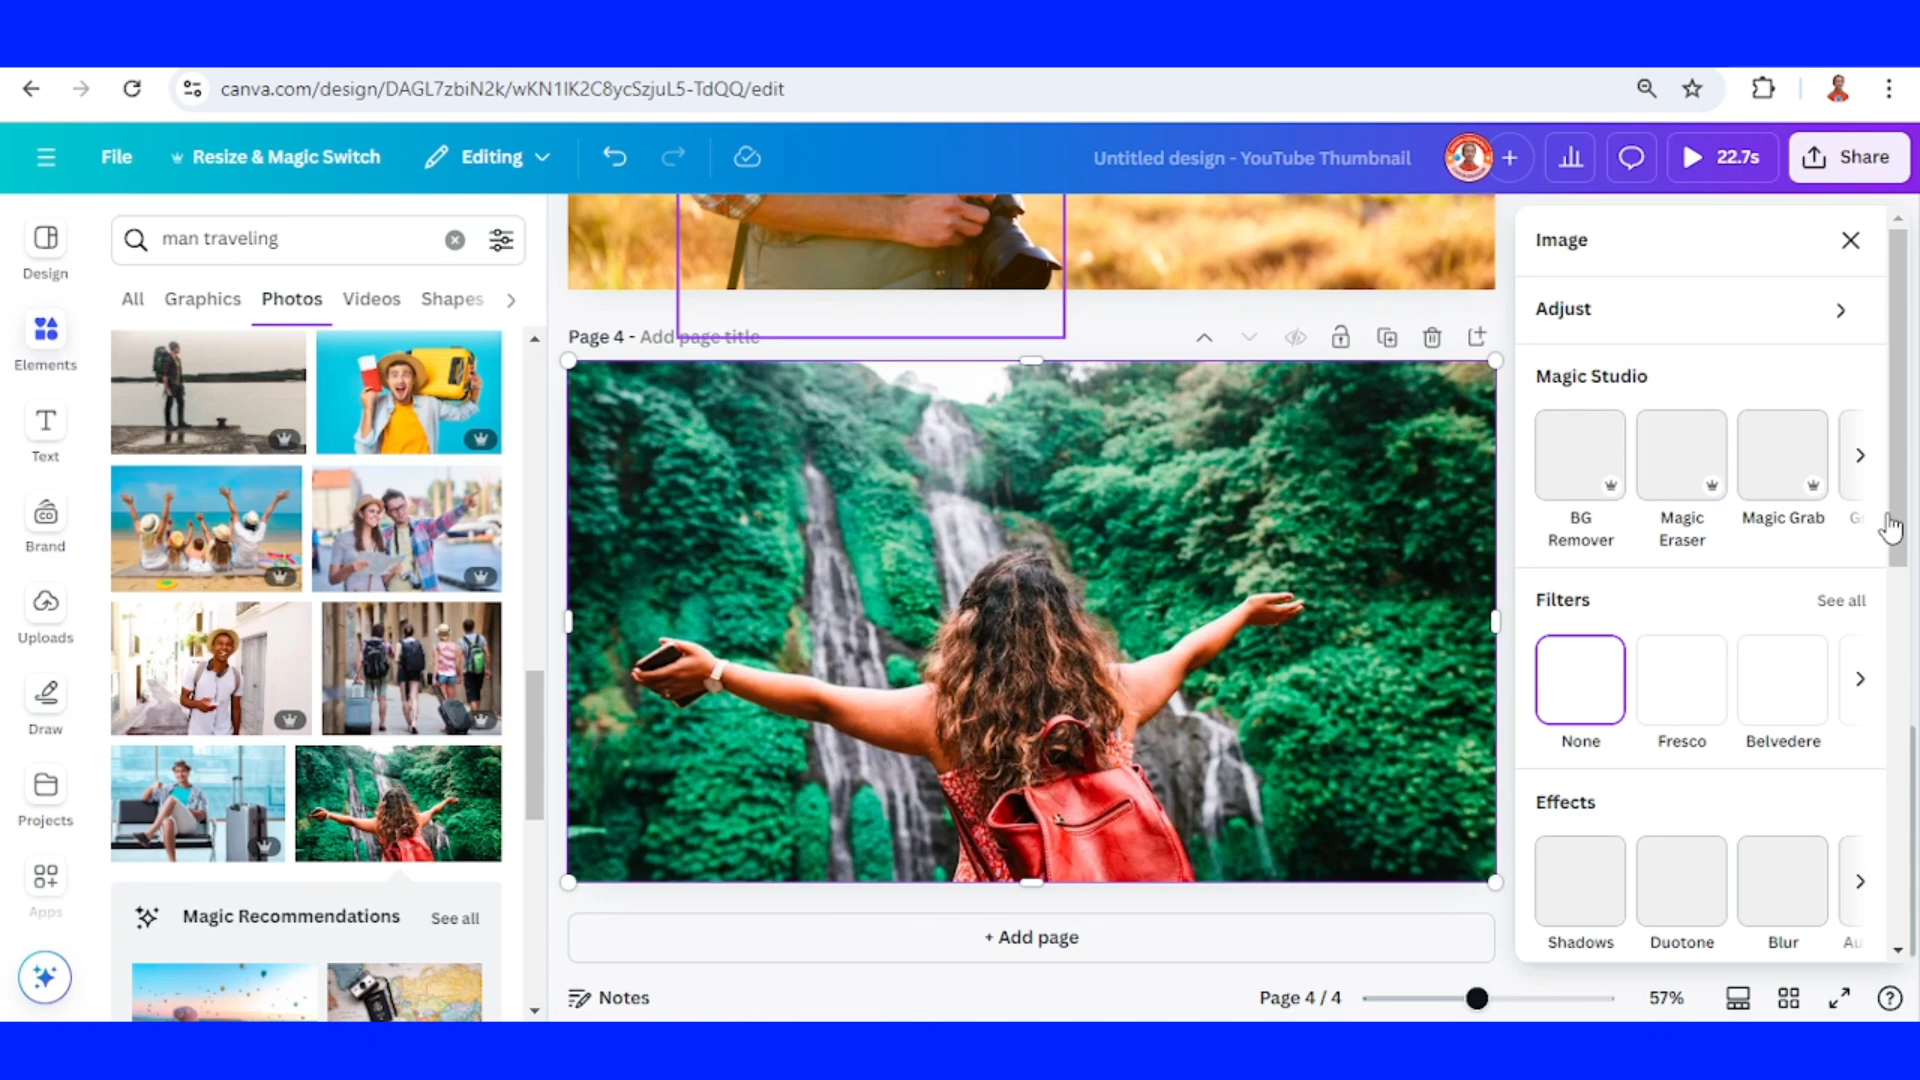 canva.com/design/DAGL7zbiN2k/wKN1IK2C8ycSzjuL5-TdQQ/edit
File
Resize & Magic Switch
Editing
Untitled design - YouTube Thumbnail
22.7s
Share
Design
Elements
Text
Brand
Uploads
Draw
Projects
Apps
man traveling
All Graphics Photos Videos Shapes
Magic Recommendations See all
Page 4 - Add page title
+ Add page
Notes
Page 4 / 4
57%
Image
Adjust
Magic Studio
BG Remover
Magic Eraser
Magic Grab
Filters See all
None Fresco Belvedere
Effects
Shadows Duotone Blur Au